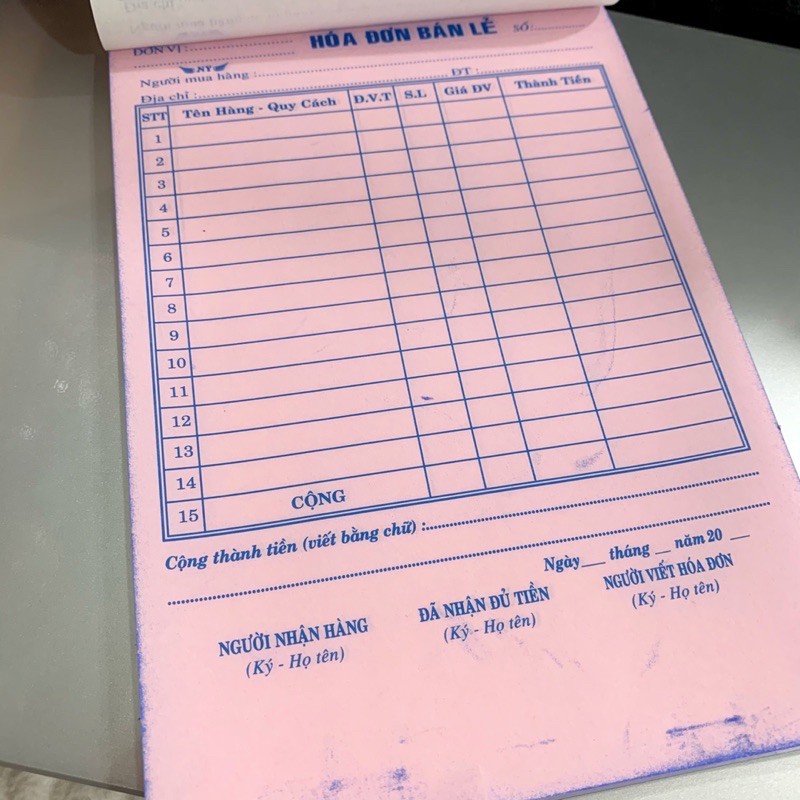 HÓA ĐƠN BÁN LẺ
ĐƠN VỊ : SỐ:
Người mua hàng :
Địa chỉ : ĐT :
STT Tên Hàng - Quy Cách Đ.V.T S.L Giá ĐV Thành Tiền
1
2
3
4
5
6
7
8
9
10
11
12
13
14
15 CỘNG
Cộng thành tiền (viết bằng chữ) :
Ngày__ tháng __ năm 20 __
NGƯỜI NHẬN HÀNG ĐÃ NHẬN ĐỦ TIỀN NGƯỜI VIẾT HÓA ĐƠN
(Ký - Họ tên) (Ký - Họ tên) (Ký - Họ tên)